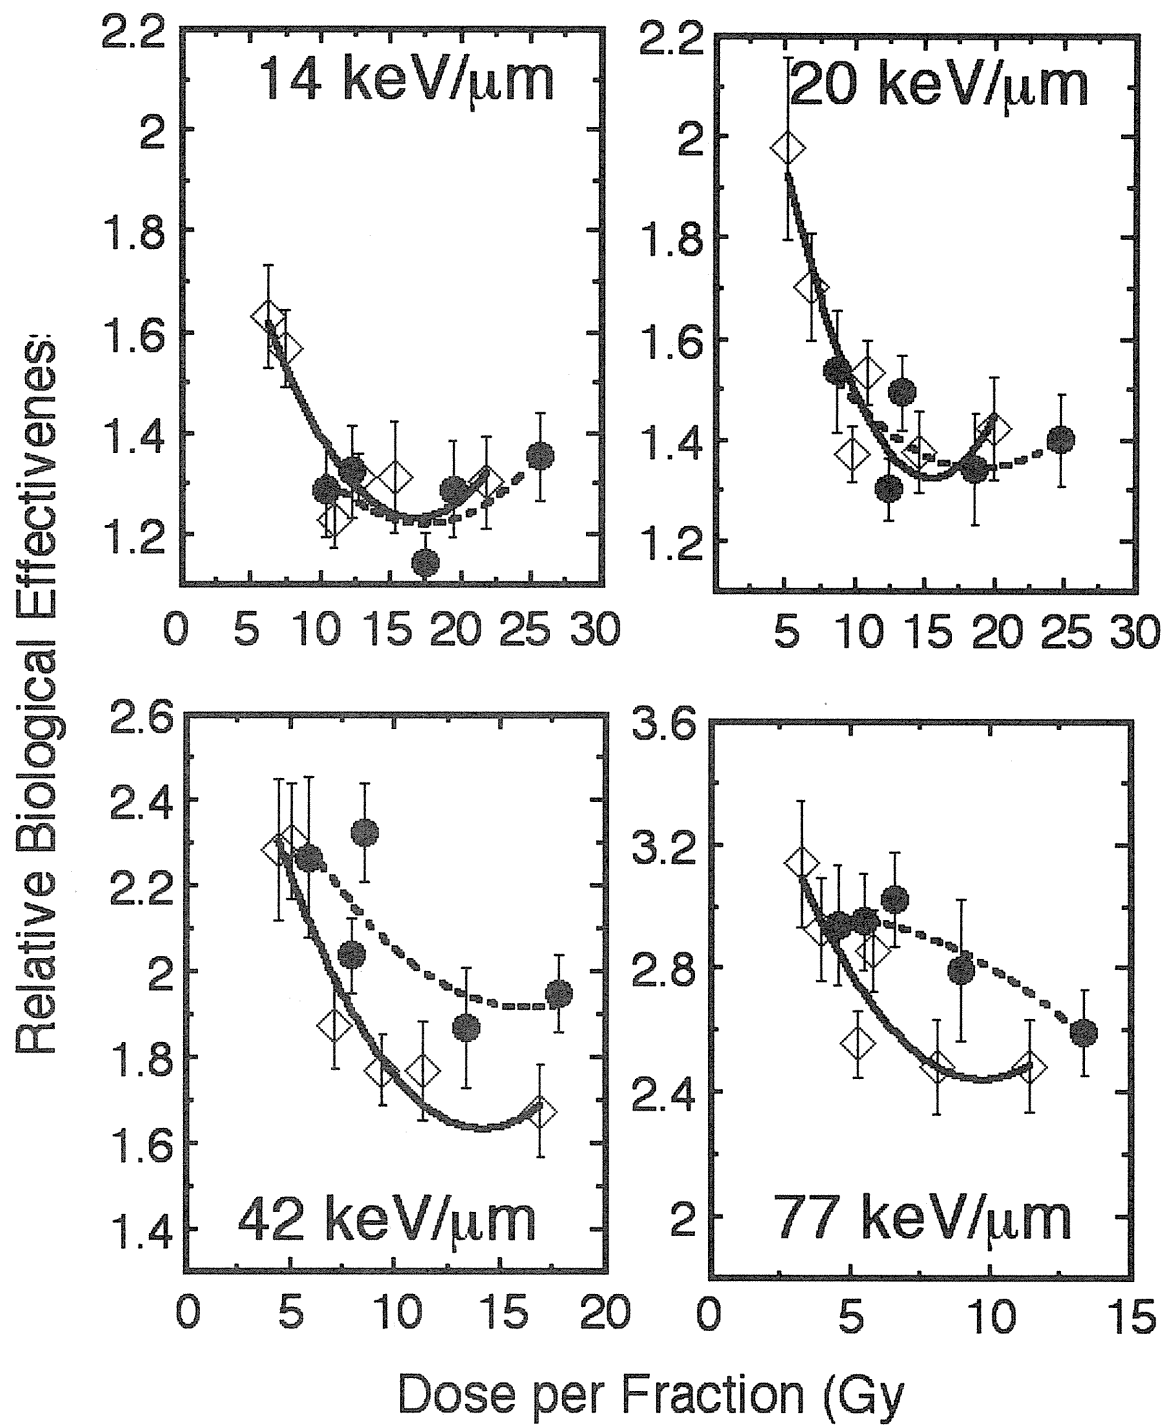 Relative Biological Effectivenes
14 keV/μm
2.2
2
1.8
1.6
1.4
1.2
0 5 10 15 20 25 30
20 keV/μm
2.2
2
1.8
1.6
1.4
1.2
5 10 15 20 25 30
42 keV/μm
2.6
2.4
2.2
2
1.8
1.6
1.4
0 5 10 15 20
77 keV/μm
3.6
3.2
2.8
2.4
2
0 5 10 15
Dose per Fraction (Gy